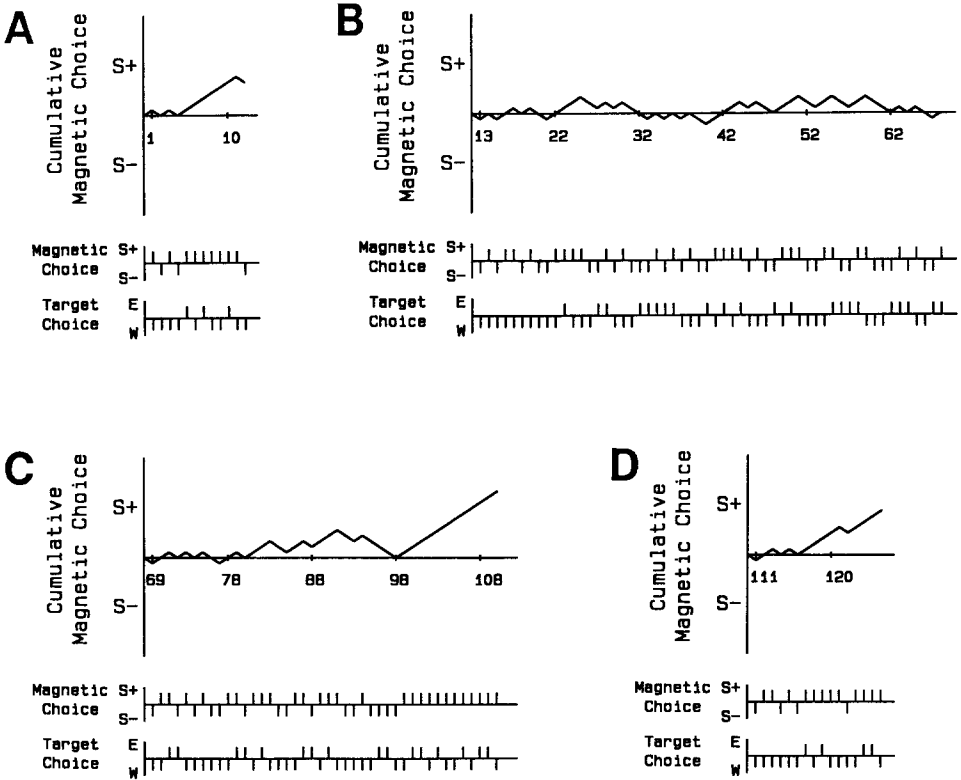 A
Cumulative
Magnetic Choice
S+
S-
1 10
Magnetic S+
Choice S-
Target E
Choice W
B
Cumulative
Magnetic Choice
S+
S-
13 22 32 42 52 62
Magnetic S+
Choice S-
Target E
Choice W
C
Cumulative
Magnetic Choice
S+
S-
69 78 88 98 108
Magnetic S+
Choice S-
Target E
Choice W
D
Cumulative
Magnetic Choice
S+
S-
111 120
Magnetic S+
Choice S-
Target E
Choice W